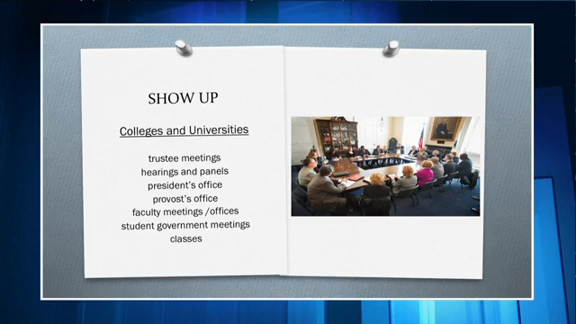 SHOW UP
Colleges and Universities
trustee meetings
hearings and panels
president's office
provost's office
faculty meetings /offices
student government meetings
classes